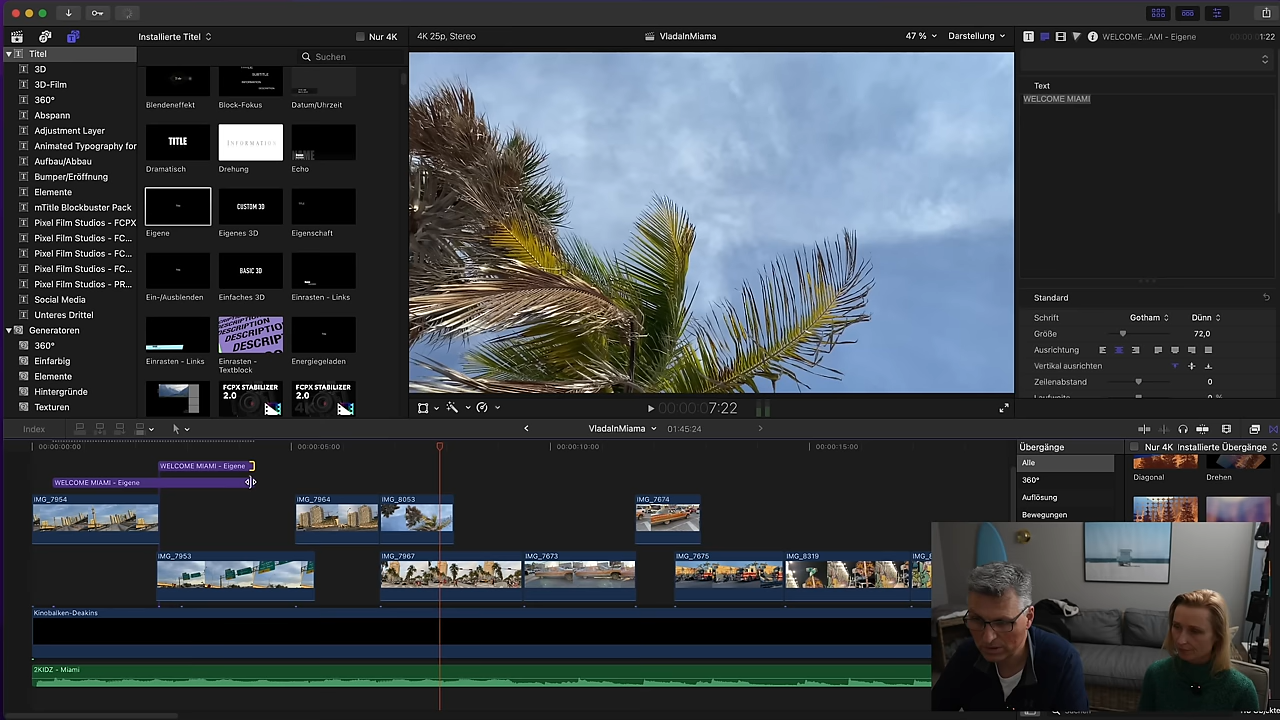 Installierte Titel
Nur 4K
4K 25p, Stereo
VladaInMiama
47 %
Darstellung
WELCOME...AMI - Eigene
1:22
Titel
3D
3D-Film
360°
Abspann
Adjustment Layer
Animated Typography for
Aufbau/Abbau
Bumper/Eröffnung
Elemente
mTitle Blockbuster Pack
Pixel Film Studios - FCPX
Pixel Film Studios - FC...
Pixel Film Studios - FC...
Pixel Film Studios - FC...
Pixel Film Studios - PR...
Social Media
Unteres Drittel
Generatoren
360°
Einfarbig
Elemente
Hintergründe
Texturen
Suchen
Blendeneffekt
Block-Fokus
Datum/Uhrzeit
TITLE
INFORMATION
Dramatisch
Drehung
Echo
CUSTOM 3D
Eigene
Eigenes 3D
Eigenschaft
BASIC 3D
Ein-/Ausblenden
Einfaches 3D
Einrasten - Links
DESCRIPTION
Einrasten - Links
Einrasten - Textblock
Energiegeladen
FCPX STABILIZER 2.0
FCPX STABILIZER 2.0
Text
WELCOME MIAMI
Standard
Schrift
Gotham
Dünn
Größe
72,0
Ausrichtung
Vertikal ausrichten
Zeilenabstand
0
00:00:07:22
Index
VladaInMiama
01:45:24
00:00:00:00
00:00:05:00
00:00:10:00
00:00:15:00
WELCOME MIAMI - Eigene
WELCOME MIAMI - Eigene
IMG_7954
IMG_7964
IMG_8053
IMG_7674
IMG_7953
IMG_7967
IMG_7673
IMG_7675
IMG_8319
Kinobalken-Deakins
2KIDZ - Miami
Übergänge
Nur 4K
Installierte Übergänge
Alle
360°
Auflösung
Bewegungen
Diagonal
Drehen